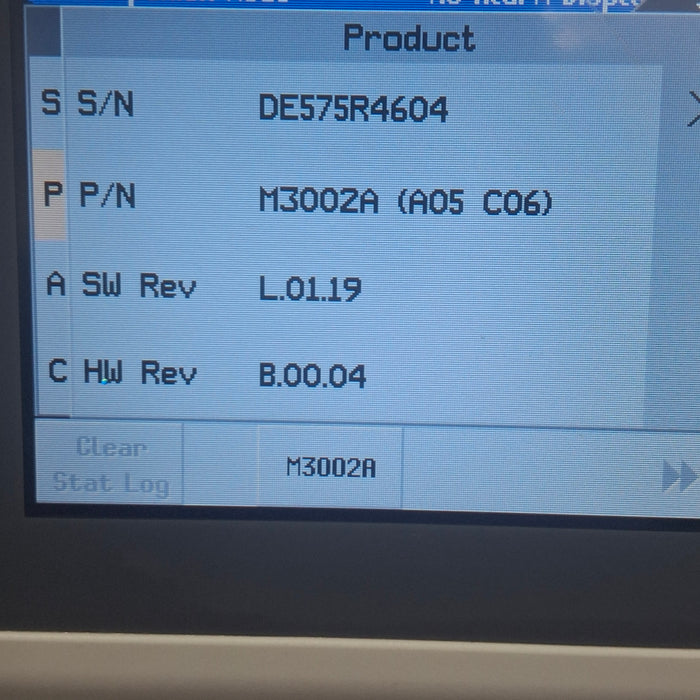 Product
S S/N DE575R4604
P P/N M3002A (A05 C06)
A SW Rev L.01.19
C HW Rev B.00.04
Clear
Stat Log
M3002A